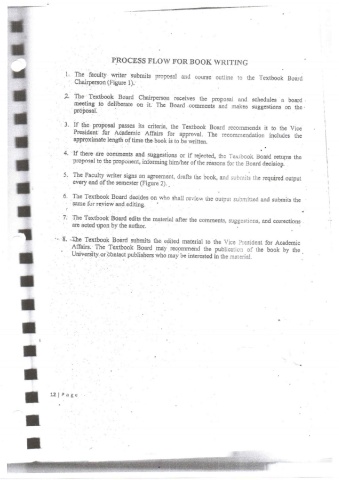 PROCESS FLOW FOR BOOK WRITING
1. The faculty writer submits proposal and course outline to the Textbook Board
Chairperson (Figure 1).
2. The Textbook Board Chairperson receives the proposal and schedules a board
meeting to deliberate on it. The Board comments and makes suggestions on the
proposal.
3. If the proposal passes its criteria, the Textbook Board recommends it to the Vice
President for Academic Affairs for approval. The recommendation includes the
approximate length of time the book is to be written.
4. If there are comments and suggestions or if rejected, the Textbook Board returns the
proposal to the proponent, informing him/her of the reasons for the Board decision.
5. The Faculty writer signs an agreement, drafts the book, and submits the required output
every end of the semester (Figure 2).
6. The Textbook Board decides on who shall review the output submitted and submits the
same for review and editing.
7. The Textbook Board edits the material after the comments, suggestions, and corrections
are acted upon by the author.
8. The Textbook Board submits the edited material to the Vice President for Academic
Affairs. The Textbook Board may recommend the publication of the book by the
University or contact publishers who may be interested in the material.
12 | Page